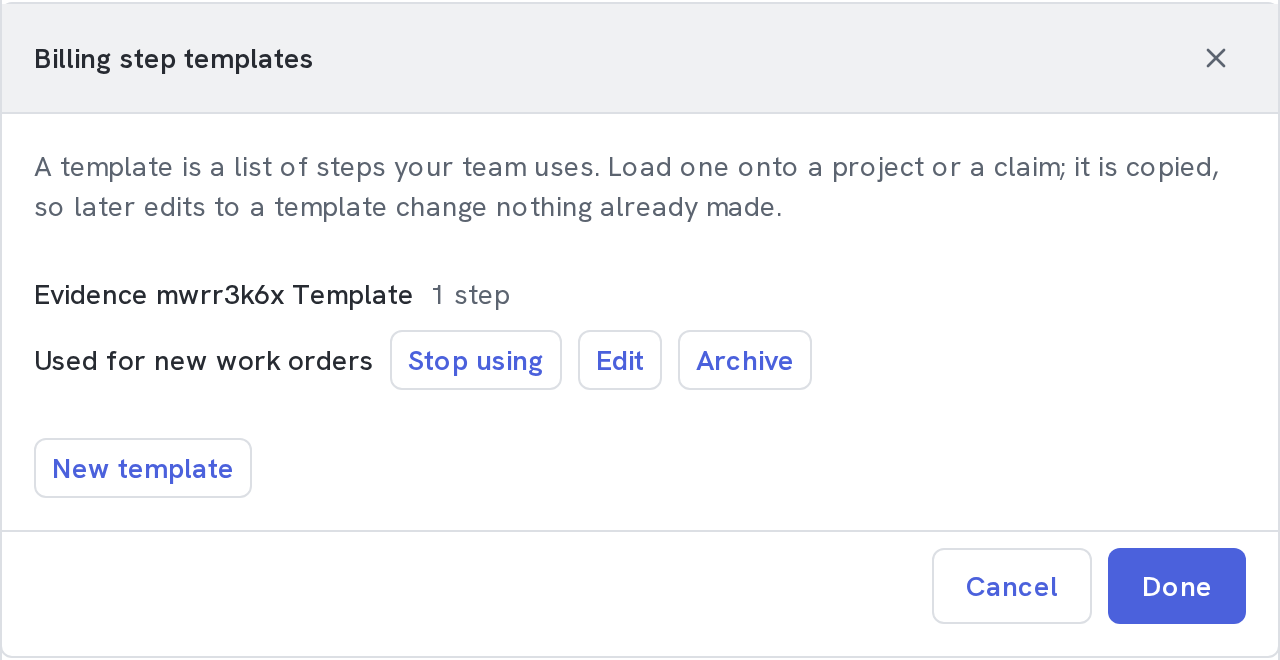 Billing step templates
A template is a list of steps your team uses. Load one onto a project or a claim; it is copied,
so later edits to a template change nothing already made.
Evidence mwrr3k6x Template 1 step
Used for new work orders Stop using Edit Archive
New template
Cancel Done